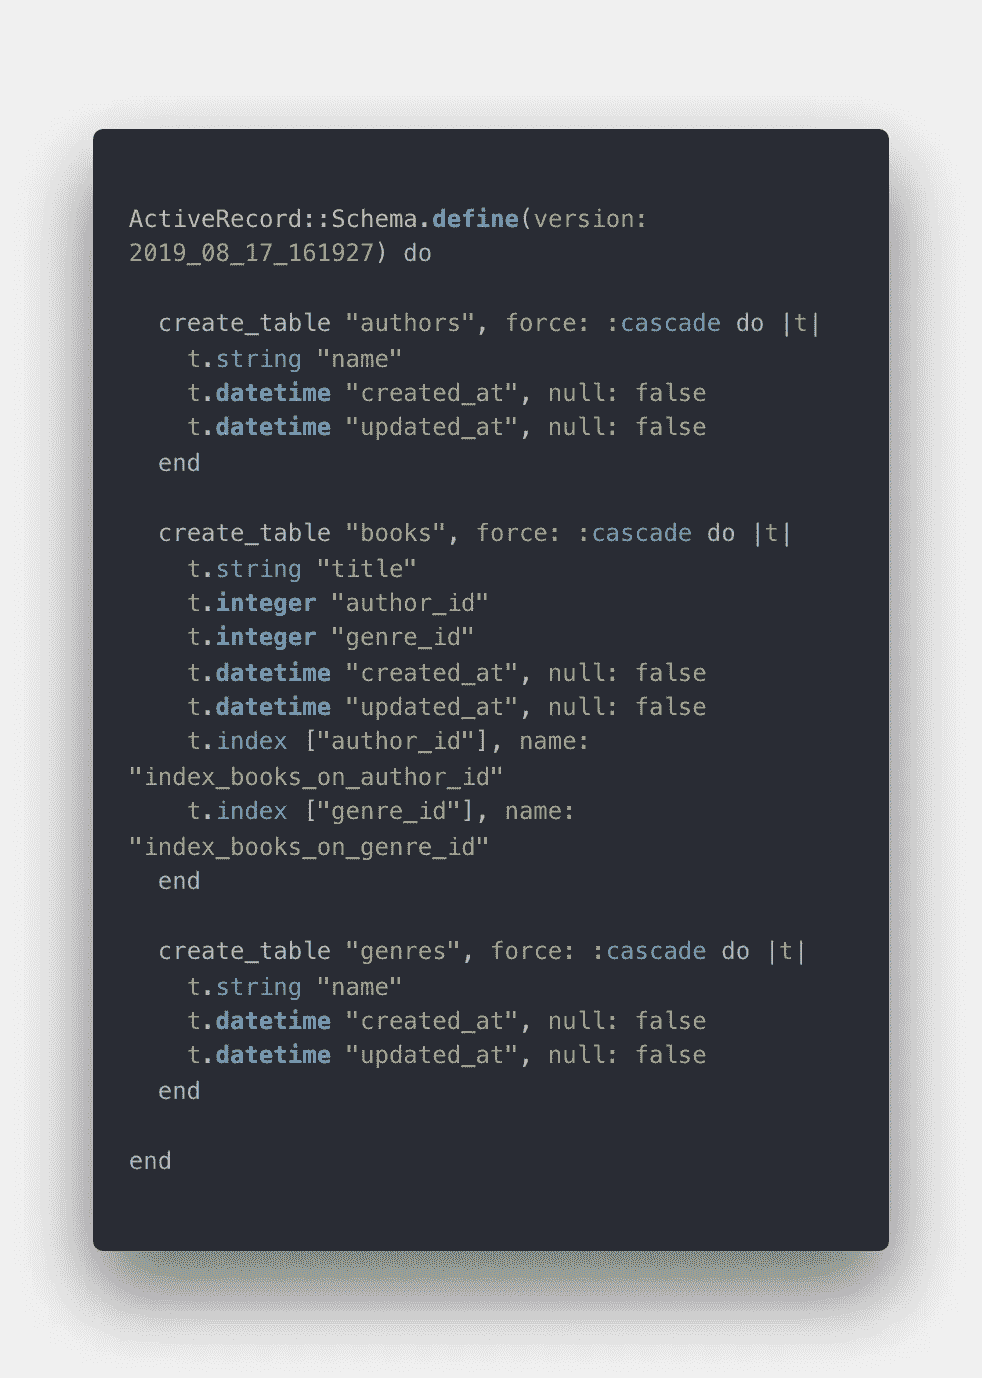 ActiveRecord::Schema.define(version:
2019_08_17_161927) do
create_table "authors", force: :cascade do |t|
t.string "name"
t.datetime "created_at", null: false
t.datetime "updated_at", null: false
end
create_table "books", force: :cascade do |t|
t.string "title"
t.integer "author_id"
t.integer "genre_id"
t.datetime "created_at", null: false
t.datetime "updated_at", null: false
t.index ["author_id"], name:
"index_books_on_author_id"
t.index ["genre_id"], name:
"index_books_on_genre_id"
end
create_table "genres", force: :cascade do |t|
t.string "name"
t.datetime "created_at", null: false
t.datetime "updated_at", null: false
end
end